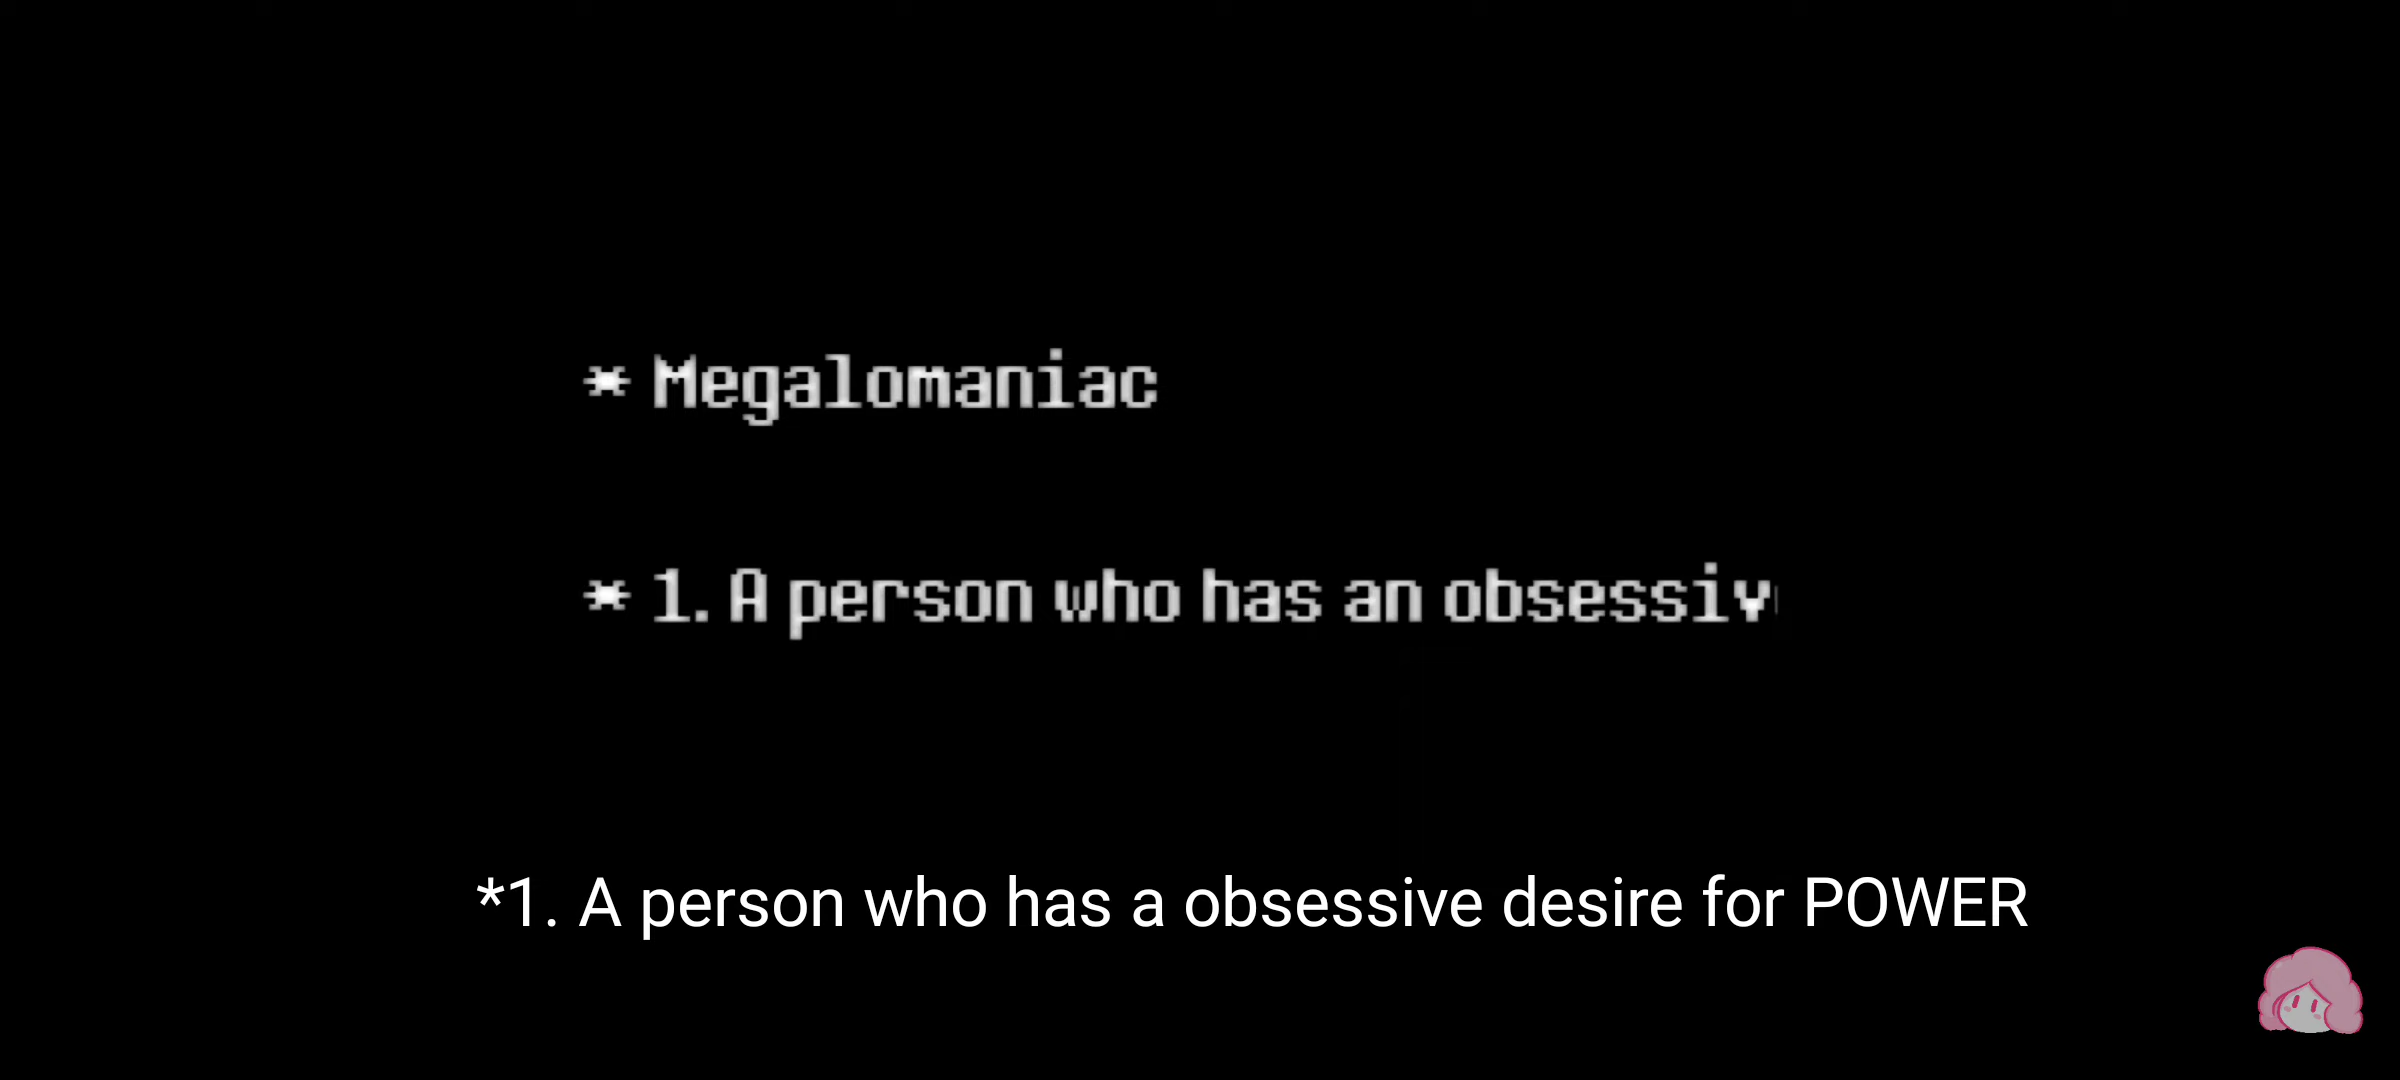 * Megalomaniac
* 1. A person who has an obsessiv
*1. A person who has a obsessive desire for POWER